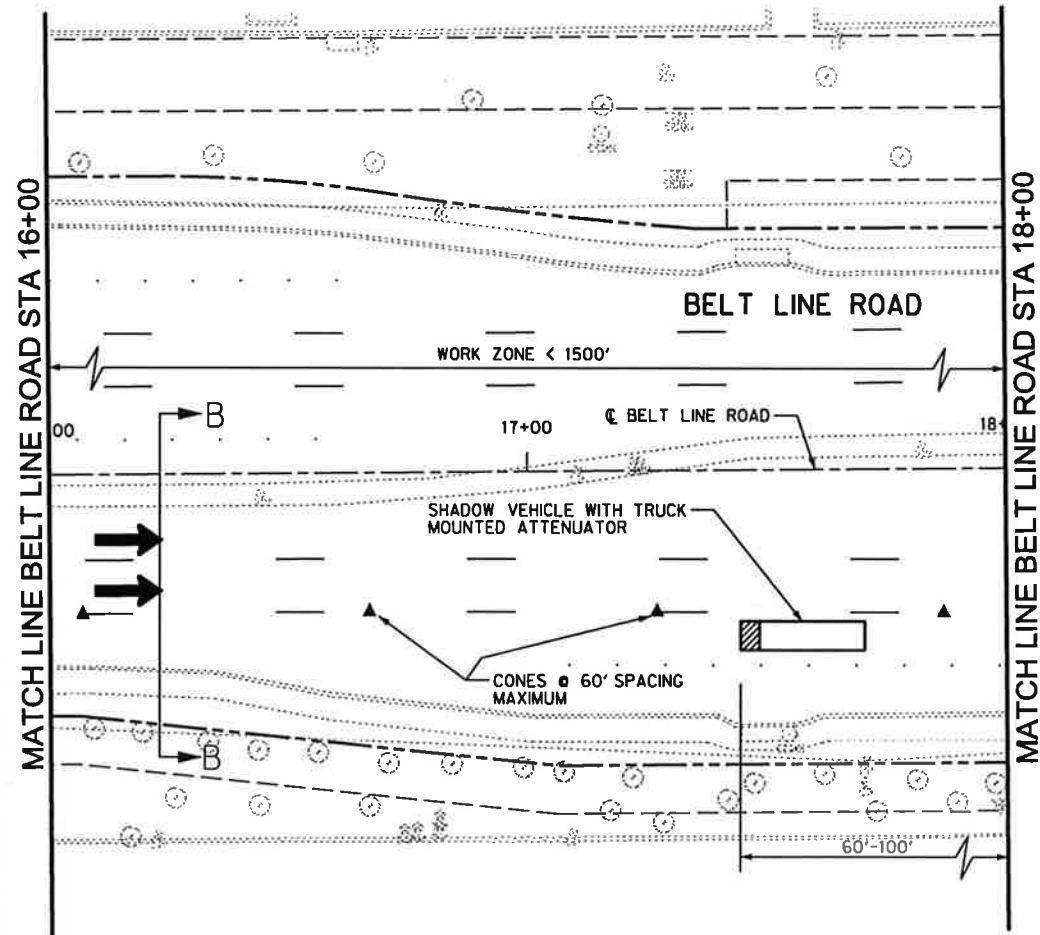 MATCH LINE BELT LINE ROAD STA 16+00
MATCH LINE BELT LINE ROAD STA 18+00
BELT LINE ROAD
WORK ZONE < 1500'
B
00
17+00
℄ BELT LINE ROAD
18+
SHADOW VEHICLE WITH TRUCK
MOUNTED ATTENUATOR
CONES @ 60' SPACING
MAXIMUM
B
60'-100'